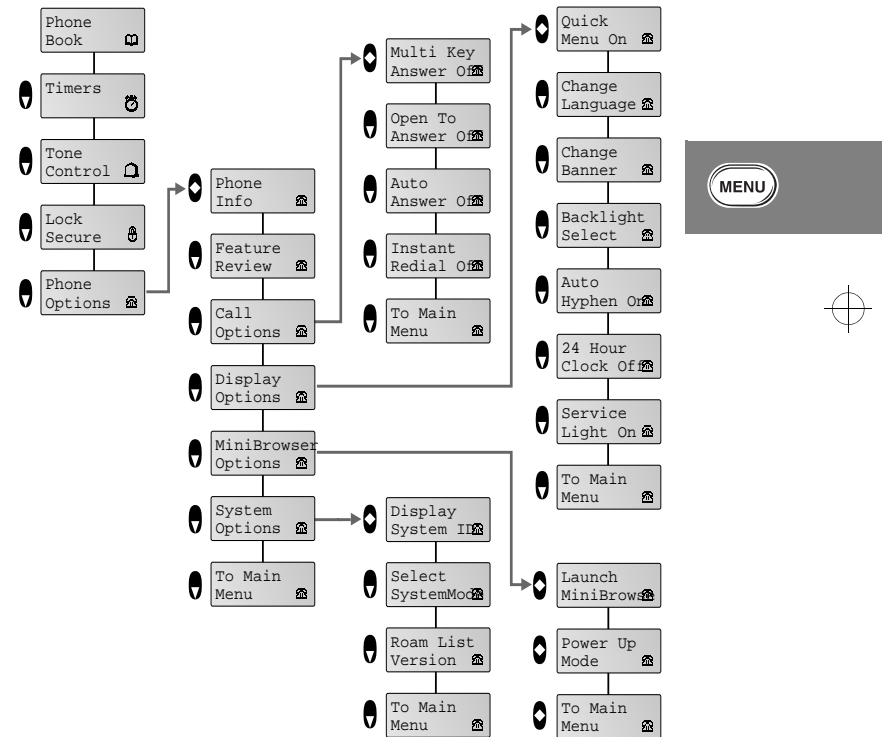 Phone
Book
Timers
Tone
Control
Lock
Secure
Phone
Options
Phone
Info
Feature
Review
Call
Options
Display
Options
MiniBrowser
Options
System
Options
To Main
Menu
Multi Key
Answer Off
Open To
Answer Off
Auto
Answer Off
Instant
Redial Off
To Main
Menu
Display
System ID
Select
SystemMode
Roam List
Version
To Main
Menu
Quick
Menu On
Change
Language
Change
Banner
Backlight
Select
Auto
Hyphen On
24 Hour
Clock Off
Service
Light On
To Main
Menu
Launch
MiniBrowse
Power Up
Mode
To Main
Menu
MENU